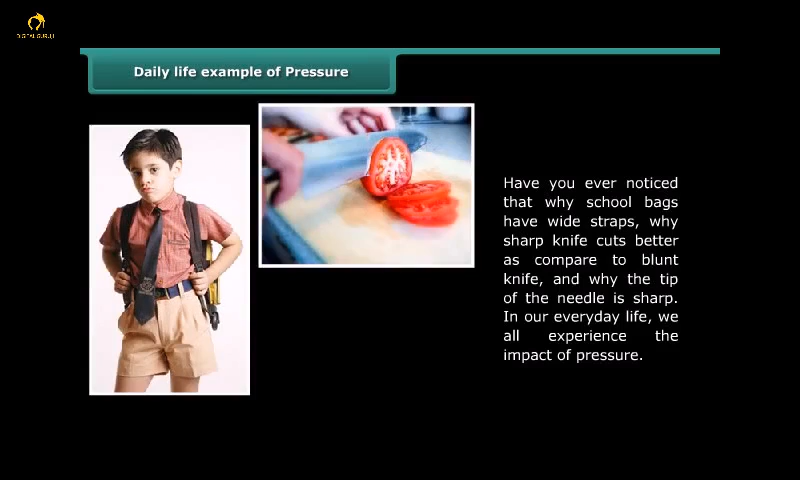 DIGITAL GURUJI
Daily life example of Pressure
Have you ever noticed
that why school bags
have wide straps, why
sharp knife cuts better
as compare to blunt
knife, and why the tip
of the needle is sharp.
In our everyday life, we
all experience the
impact of pressure.